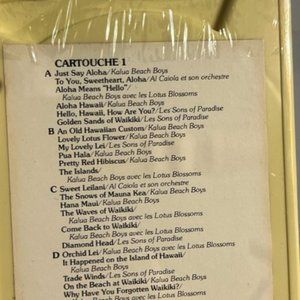 CARTOUCHE 1
A Just Say Aloha/Kalua Beach Boys
To You, Sweetheart, Aloha/Al Caiola et son orchestre
Aloha Means "Hello"/
Kalua Beach Boys avec les Lotus Blossoms
Aloha Hawaii/Kalua Beach Boys
Hello, Hawaii, How Are You?/Les Sons of Paradise
Golden Sands of Waikiki/Les Sons of Paradise
B An Old Hawaiian Custom/Kalua Beach Boys
Lovely Lotus Flower/Kalua Beach Boys
My Lovely Lei/Les Sons of Paradise
Pua Hala/Kalua Beach Boys
Pretty Red Hibiscus/Kalua Beach Boys
The Islands/
Kalua Beach Boys avec les Lotus Blossoms
C Sweet Leilani/Al Caiola et son orchestre
The Snows of Mauna Kea/Kalua Beach Boys
Hana Maui/Kalua Beach Boys
The Waves of Waikiki/
Kalua Beach Boys avec les Lotus Blossoms
Come Back to Waikiki/
Kalua Beach Boys avec les Lotus Blossoms
Diamond Head/Les Sons of Paradise
D Orchid Lei/Kalua Beach Boys avec les Lotus Blossoms
It Happened on the Island of Hawaii/
Kalua Beach Boys
Trade Winds/Les Sons of Paradise
On the Beach at Waikiki/Kalua Beach Boys
Why Have You Forgotten Waikiki?/
Kalua Beach Boys avec les Lotus Blossoms